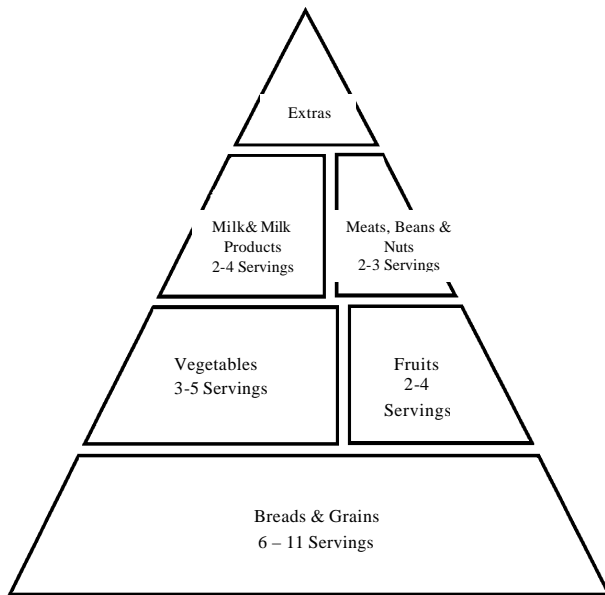 Extras
Milk& Milk
Products
2-4 Servings
Meats, Beans &
Nuts
2-3 Servings
Vegetables
3-5 Servings
Fruits
2-4
Servings
Breads & Grains
6 – 11 Servings